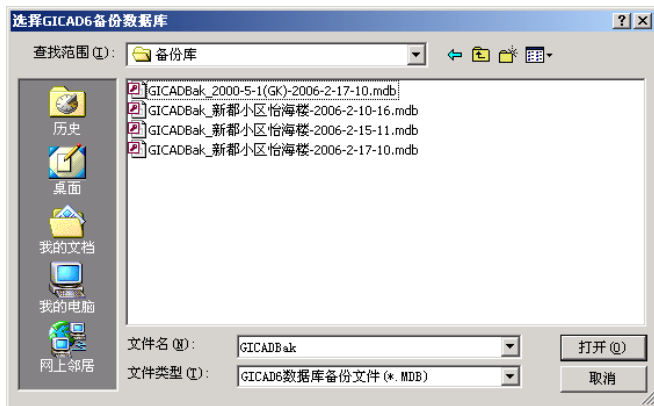 选择GICAD6备份数据库
查找范围(I):
备份库
历史
桌面
我的文档
我的电脑
网上邻居
GICADBak_2000-5-1(GK)-2006-2-17-10.mdb
GICADBak_新都小区怡海楼-2006-2-10-16.mdb
GICADBak_新都小区怡海楼-2006-2-15-11.mdb
GICADBak_新都小区怡海楼-2006-2-17-10.mdb
文件名(N):
GICADBak
打开(O)
文件类型(T):
GICAD6数据库备份文件(*.MDB)
取消